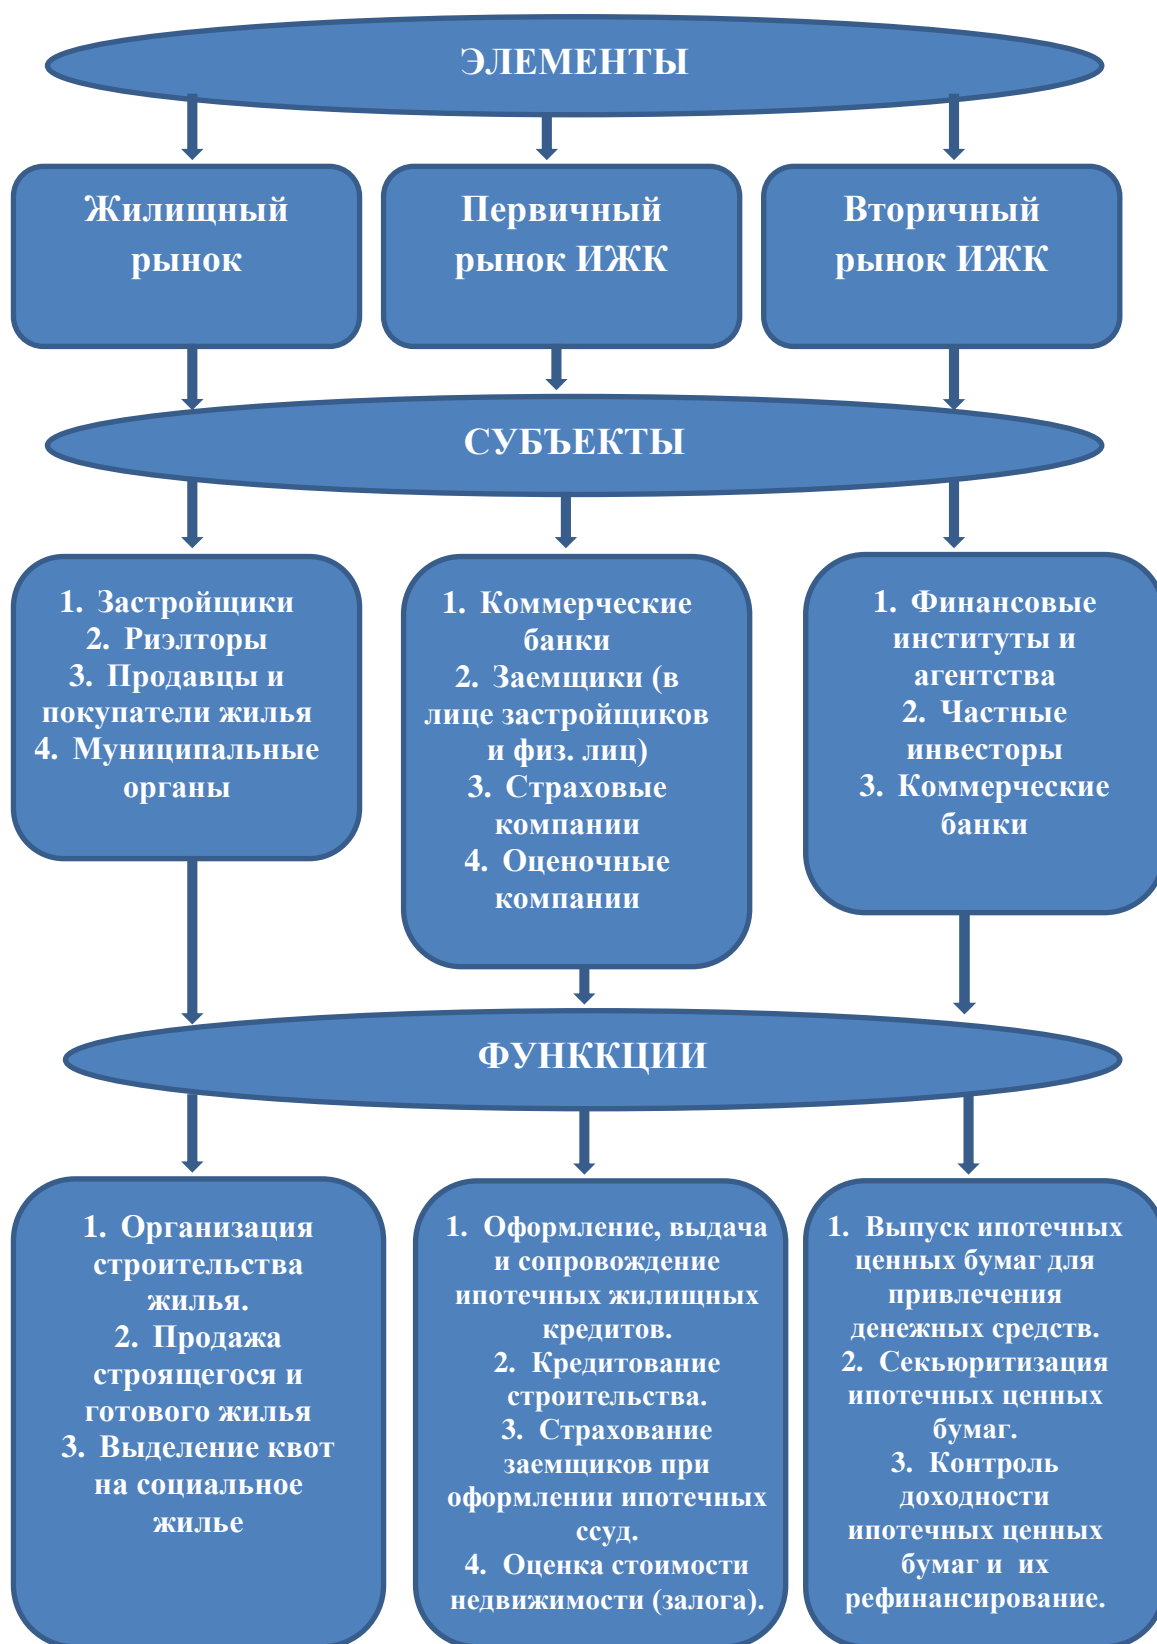 ЭЛЕМЕНТЫ
Жилищный
рынок
Первичный
рынок ИЖК
Вторичный
рынок ИЖК
СУБЪЕКТЫ
1. Застройщики
2. Риэлторы
3. Продавцы и
покупатели жилья
4. Муниципальные
органы
1. Коммерческие
банки
2. Заемщики (в
лице застройщиков
и физ. лиц)
3. Страховые
компании
4. Оценочные
компании
1. Финансовые
институты и
агентства
2. Частные
инвесторы
3. Коммерческие
банки
ФУНККЦИИ
1. Организация
строительства
жилья.
2. Продажа
строящегося и
готового жилья
3. Выделение квот
на социальное
жилье
1. Оформление, выдача
и сопровождение
ипотечных жилищных
кредитов.
2. Кредитование
строительства.
3. Страхование
заемщиков при
оформлении ипотечных
ссуд.
4. Оценка стоимости
недвижимости (залога).
1. Выпуск ипотечных
ценных бумаг для
привлечения
денежных средств.
2. Секьюритизация
ипотечных ценных
бумаг.
3. Контроль
доходности
ипотечных ценных
бумаг и их
рефинансирование.